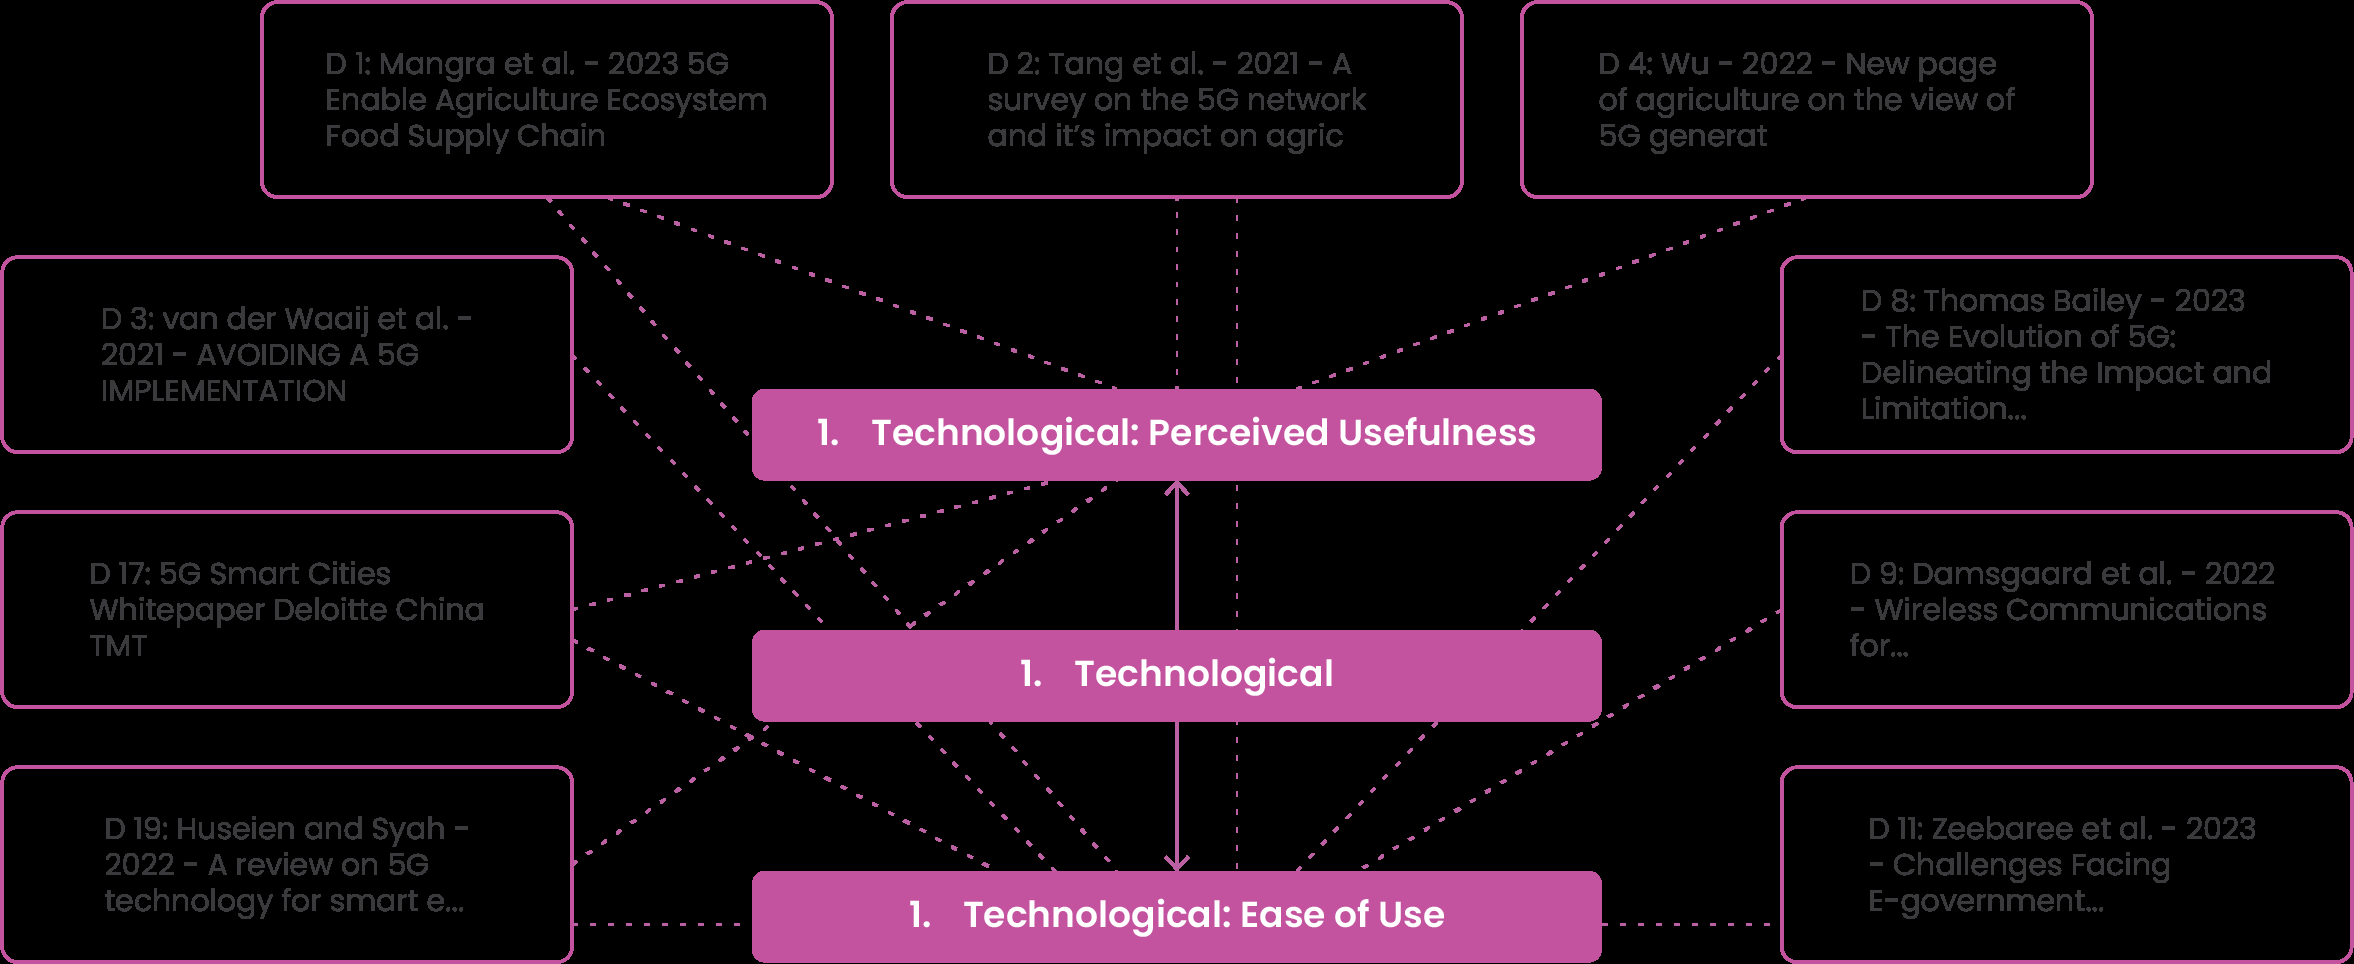 D 1: Mangra et al. - 2023 5G
Enable Agriculture Ecosystem
Food Supply Chain
D 2: Tang et al. - 2021 - A
survey on the 5G network
and it’s impact on agric
D 4: Wu - 2022 - New page
of agriculture on the view of
5G generat
D 3: van der Waaij et al. -
2021 - AVOIDING A 5G
IMPLEMENTATION
D 8: Thomas Bailey - 2023
- The Evolution of 5G:
Delineating the Impact and
Limitation...
1. Technological: Perceived Usefulness
D 17: 5G Smart Cities
Whitepaper Deloitte China
TMT
D 9: Damsgaard et al. - 2022
- Wireless Communications
for...
1. Technological
D 19: Huseien and Syah -
2022 - A review on 5G
technology for smart e...
D 11: Zeebaree et al. - 2023
- Challenges Facing
E-government...
1. Technological: Ease of Use